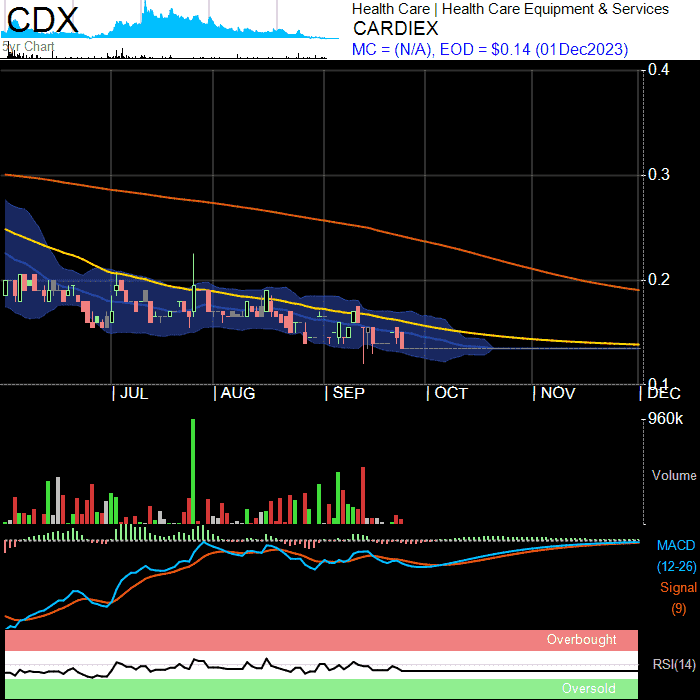 CDX
5yr Chart
Health Care | Health Care Equipment & Services
CARDIEX
MC = (N/A), EOD = $0.14 (01Dec2023)
0.4
0.3
0.2
0.1
JUL AUG SEP OCT NOV DEC
960k
Volume
MACD
(12-26)
Signal
(9)
Overbought
RSI(14)
Oversold